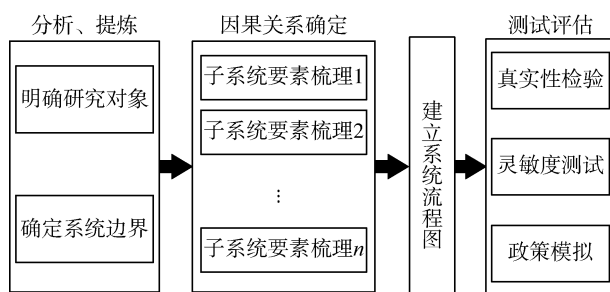 分析、提炼
明确研究对象
确定系统边界
因果关系确定
子系统要素梳理1
子系统要素梳理2
⋮
子系统要素梳理n
建立系统流程图
测试评估
真实性检验
灵敏度测试
政策模拟